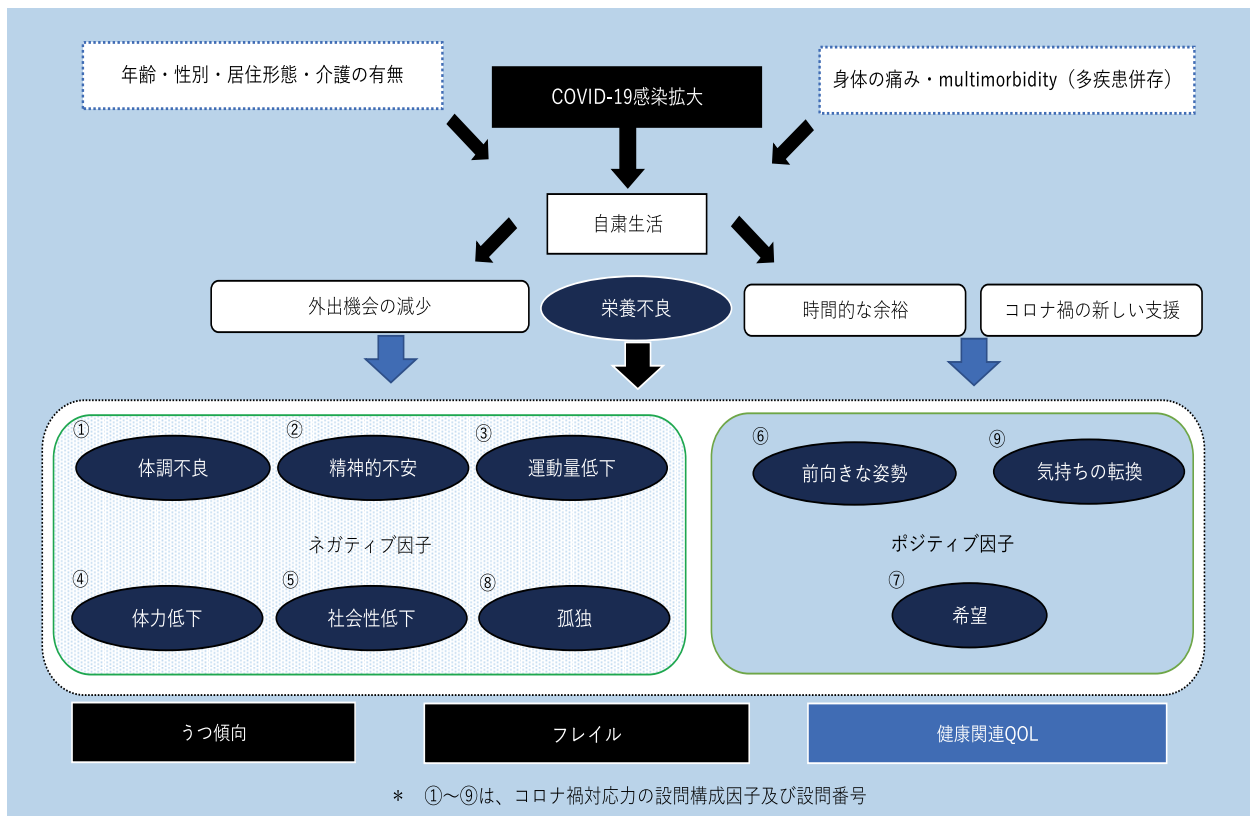 年齢・性別・居住形態・介護の有無
COVID-19感染拡大
身体の痛み・multimorbidity（多疾患併存）
自粛生活
外出機会の減少
栄養不良
時間的な余裕
コロナ禍の新しい支援
①
体調不良
②
精神的不安
③
運動量低下
⑥
前向きな姿勢
⑨
気持ちの転換
ネガティブ因子
ポジティブ因子
④
体力低下
⑤
社会性低下
⑧
孤独
⑦
希望
うつ傾向
フレイル
健康関連QOL
＊　①～⑨は、コロナ禍対応力の設問構成因子及び設問番号